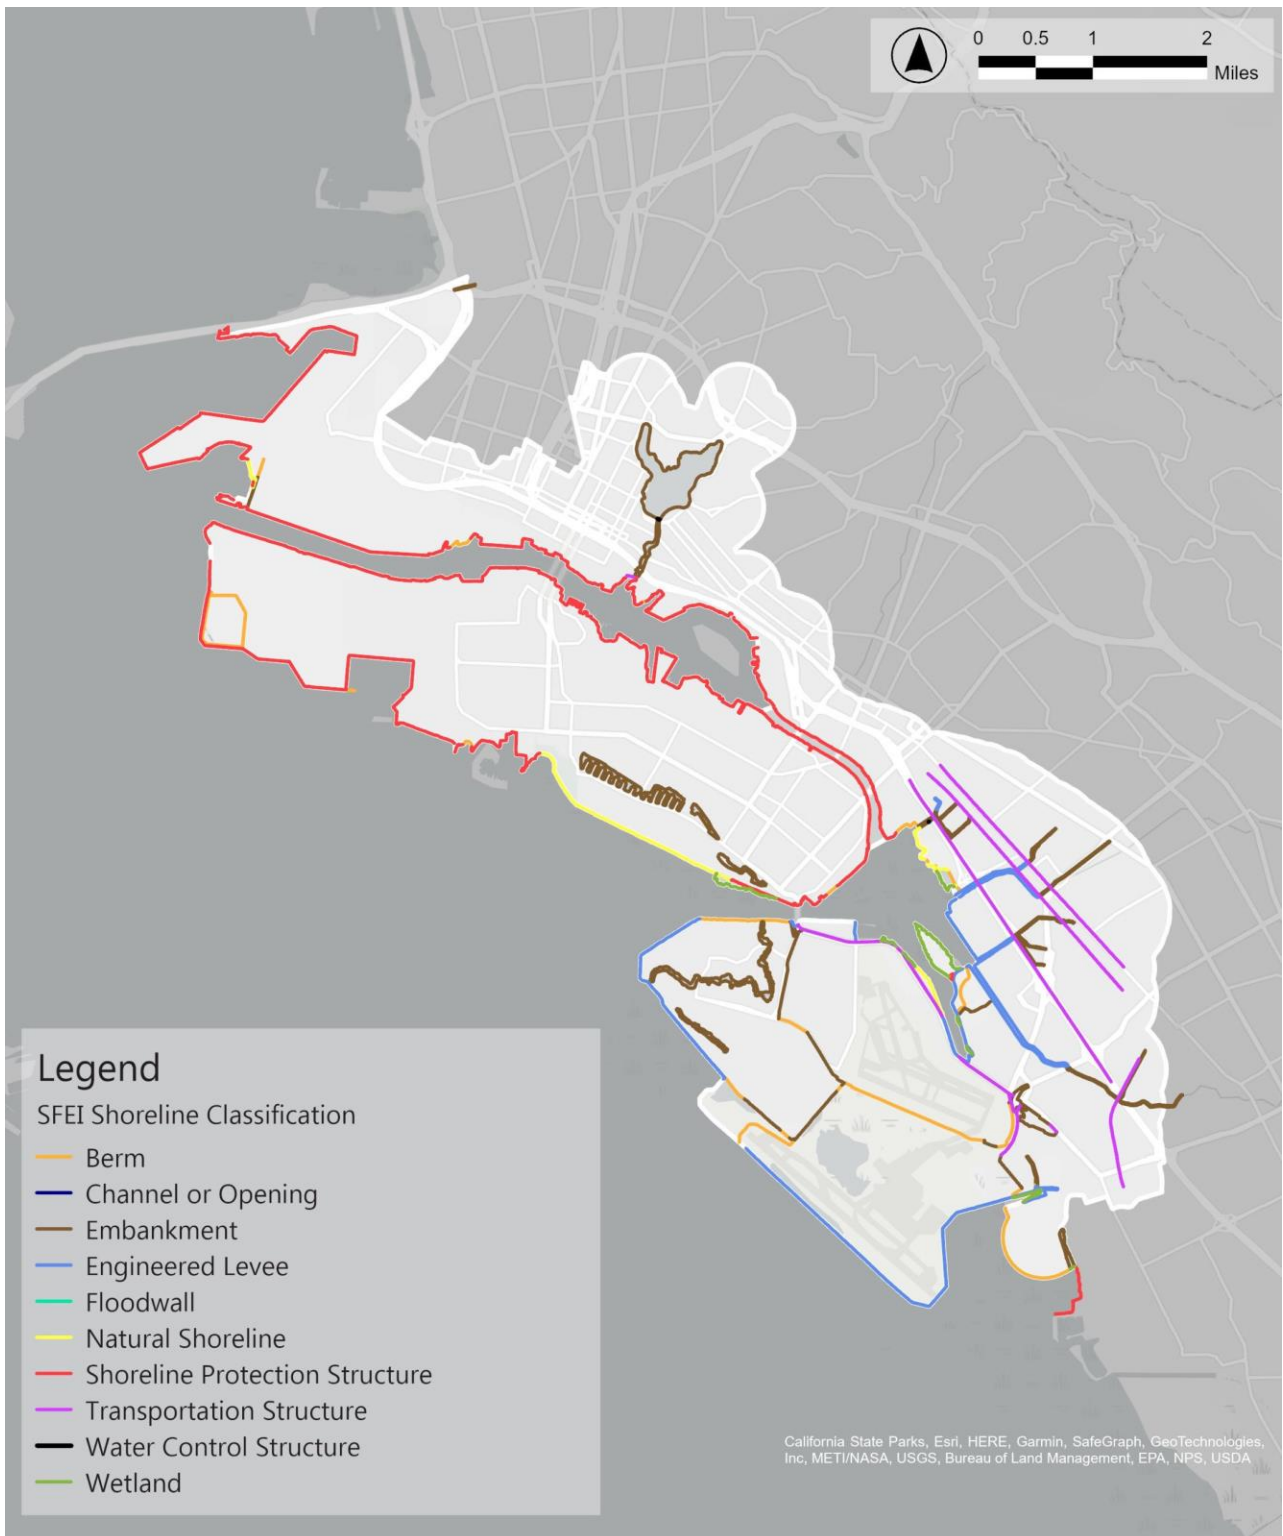 0 0.5 1 2
Miles
Legend
SFEI Shoreline Classification
Berm
Channel or Opening
Embankment
Engineered Levee
Floodwall
Natural Shoreline
Shoreline Protection Structure
Transportation Structure
Water Control Structure
Wetland
California State Parks, Esri, HERE, Garmin, SafeGraph, GeoTechnologies,
Inc, METI/NASA, USGS, Bureau of Land Management, EPA, NPS, USDA